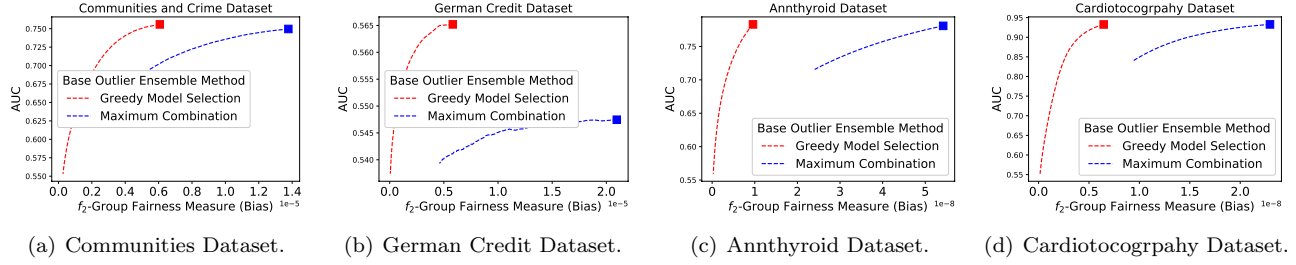 Communities and Crime Dataset
AUC
0.750
0.725
0.700
0.675
0.650
0.625
0.600
0.575
0.550
Base Outlier Ensemble Method
Greedy Model Selection
Maximum Combination
0.0 0.2 0.4 0.6 0.8 1.0 1.2 1.4
1e-5
f₂-Group Fairness Measure (Bias)
(a) Communities Dataset.
German Credit Dataset
AUC
0.565
0.560
0.555
0.550
0.545
0.540
Base Outlier Ensemble Method
Greedy Model Selection
Maximum Combination
0.0 0.5 1.0 1.5 2.0
1e-5
f₂-Group Fairness Measure (Bias)
(b) German Credit Dataset.
Annthyroid Dataset
AUC
0.75
0.70
0.65
0.60
0.55
Base Outlier Ensemble Method
Greedy Model Selection
Maximum Combination
0 1 2 3 4 5
1e-8
f₂-Group Fairness Measure (Bias)
(c) Annthyroid Dataset.
Cardiotocogrpahy Dataset
AUC
0.95
0.90
0.85
0.80
0.75
0.70
0.65
0.60
0.55
Base Outlier Ensemble Method
Greedy Model Selection
Maximum Combination
0.0 0.5 1.0 1.5 2.0
1e-8
f₂-Group Fairness Measure (Bias)
(d) Cardiotocogrpahy Dataset.